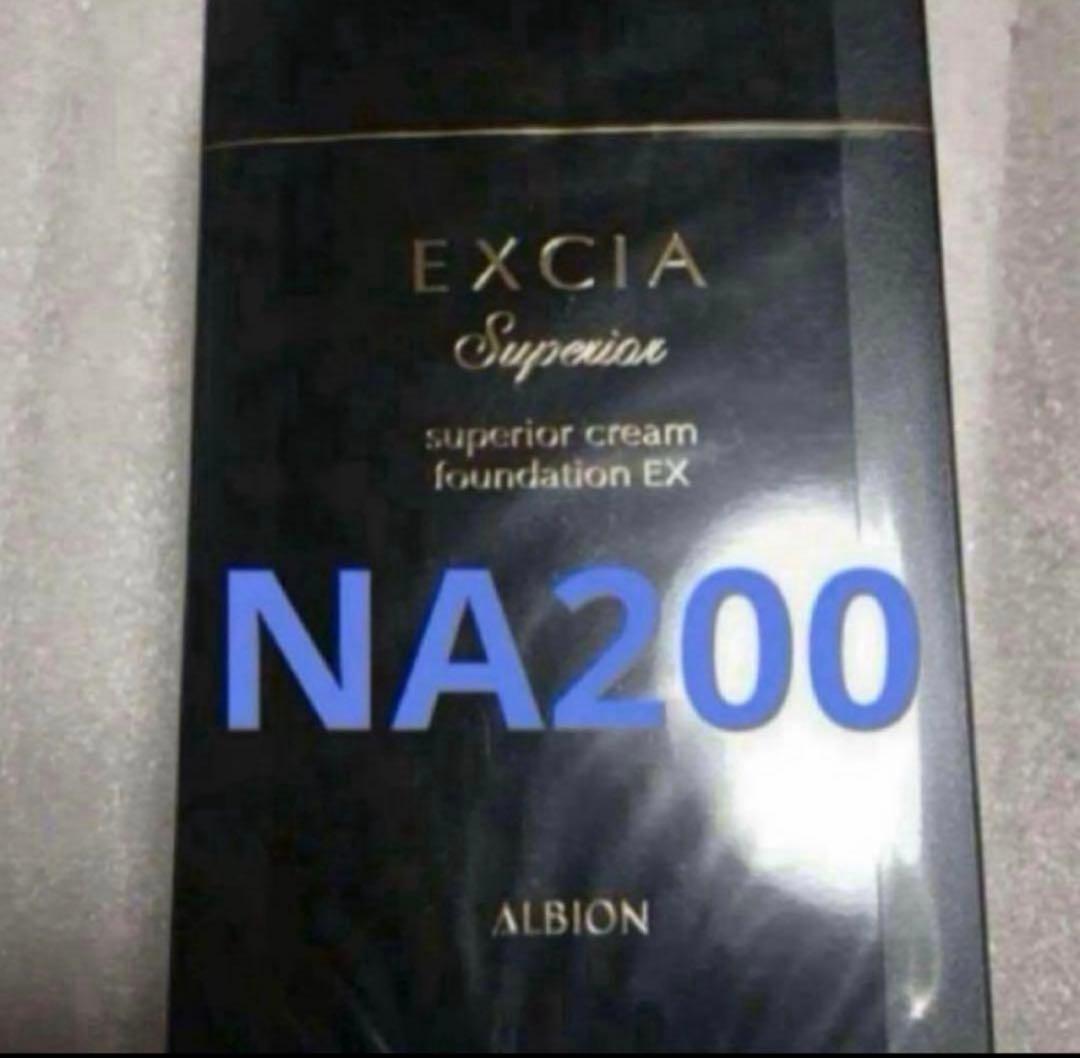 EXCIA
Superior
superior cream
foundation EX
NA200
ALBION